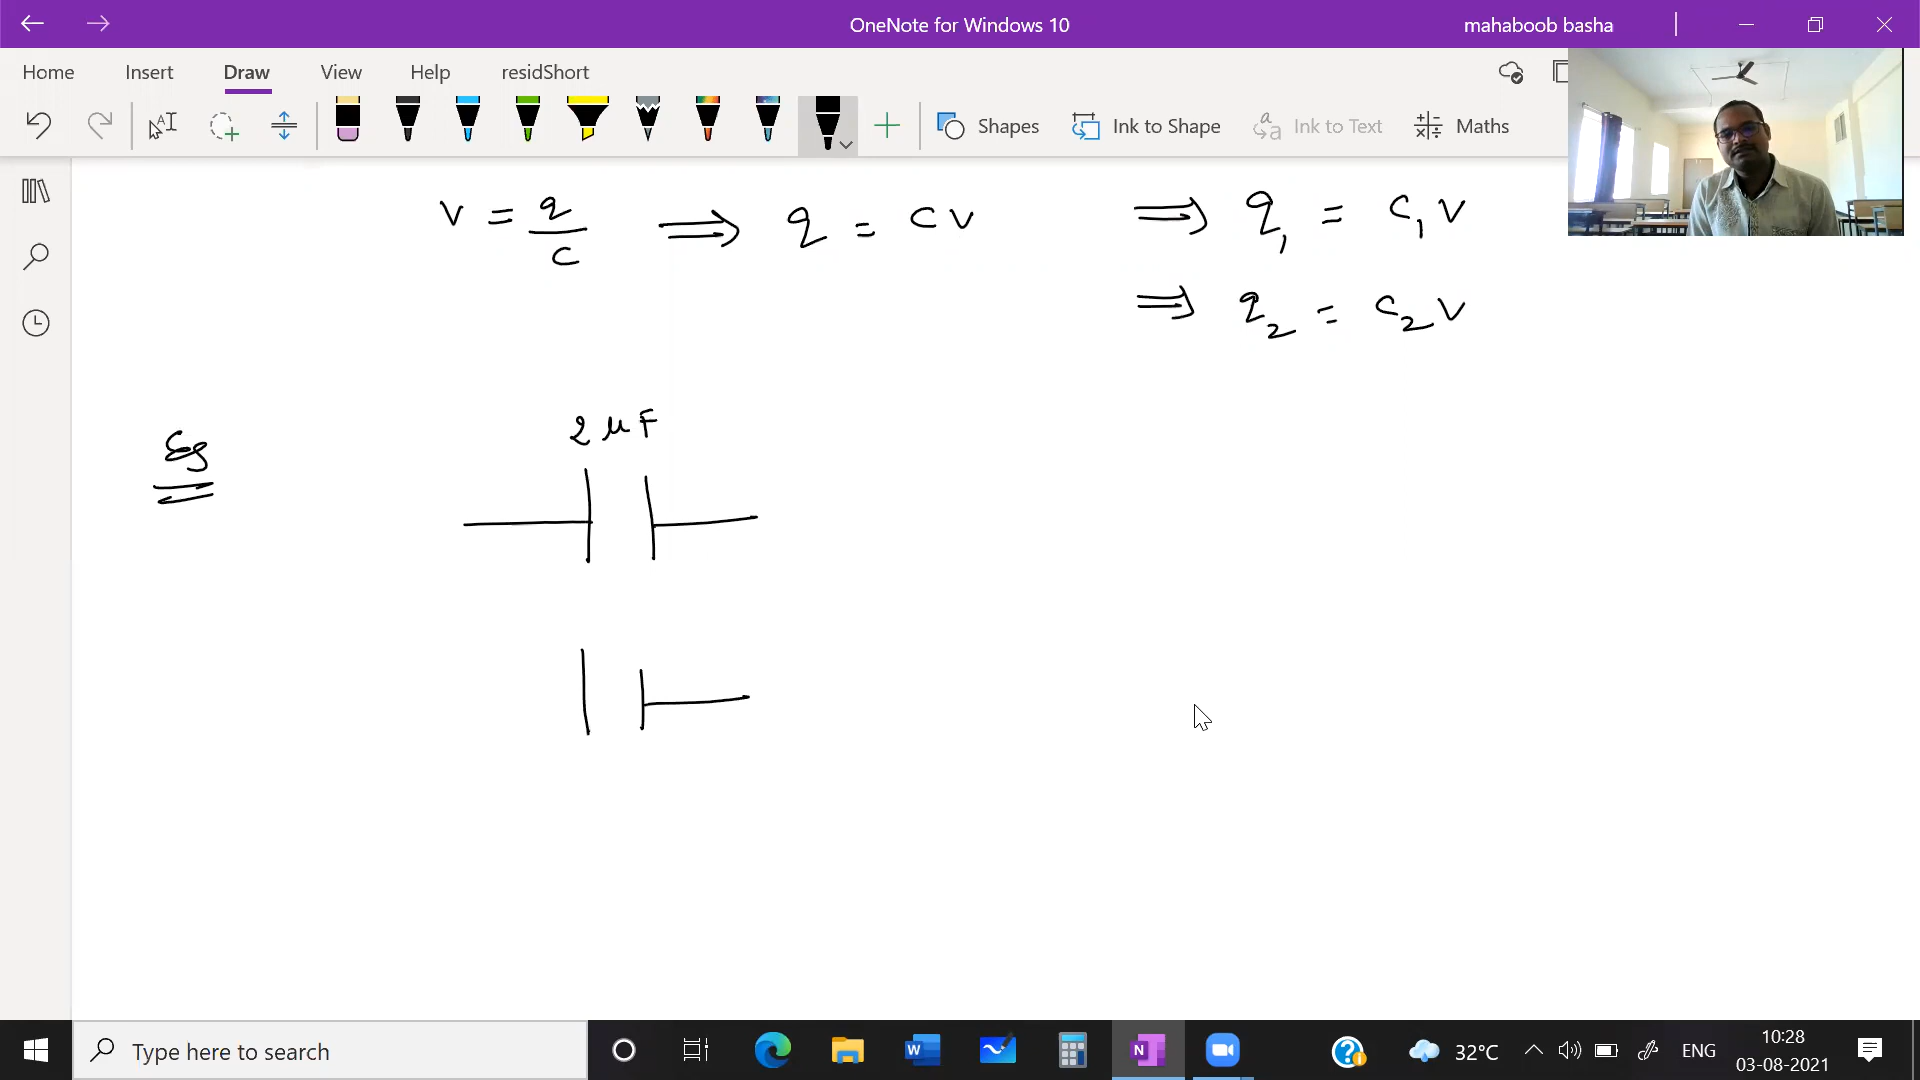 OneNote for Windows 10
mahaboob basha
Home Insert Draw View Help residShort
Shapes Ink to Shape Ink to Text Maths
v = q/c ⟹ q = cv ⟹ q₁ = c₁v
⟹ q₂ = c₂v
Eg
2 μF
Type here to search
32°C ENG 10:28
03-08-2021